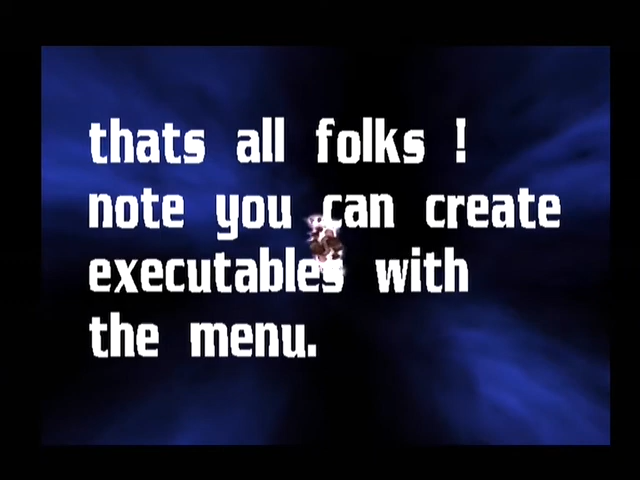 thats all folks !
note you can create
executables with
the menu.